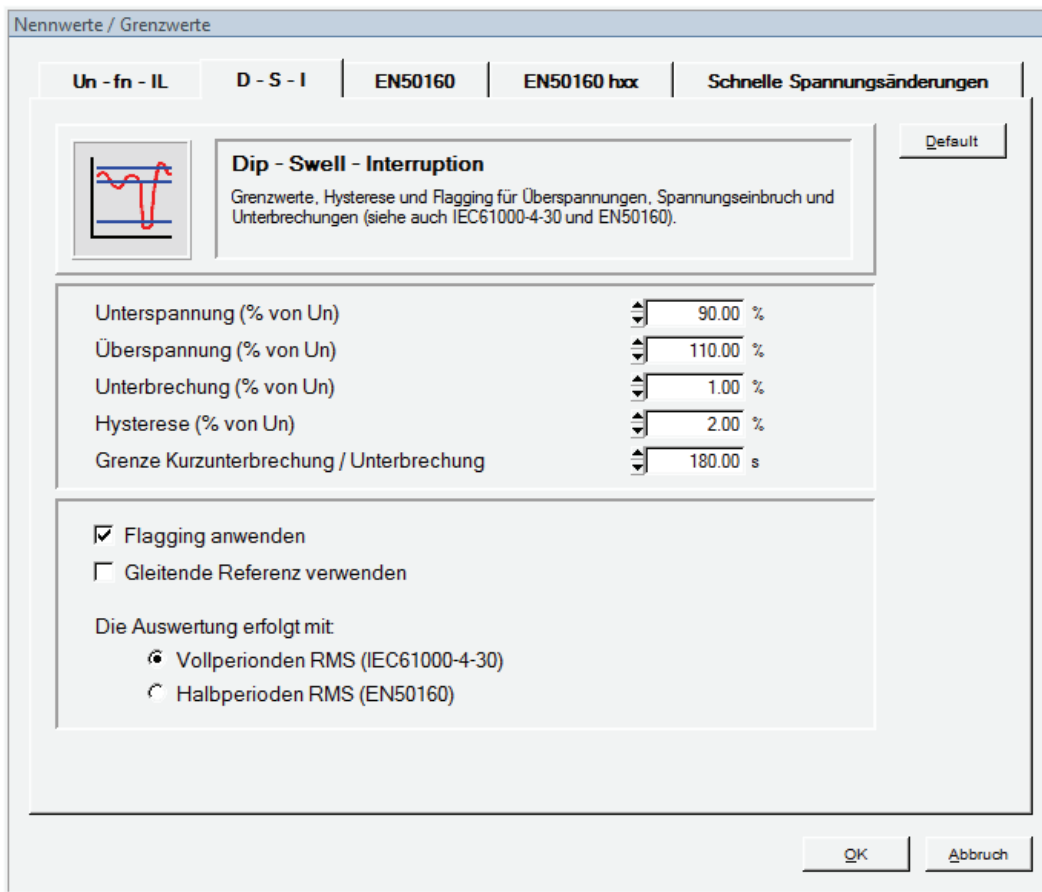 Nennwerte / Grenzwerte
Un - fn - IL
D - S - I
EN50160
EN50160 hxx
Schnelle Spannungsänderungen
Default
Dip - Swell - Interruption
Grenzwerte, Hysterese und Flagging für Überspannungen, Spannungseinbruch und
Unterbrechungen (siehe auch IEC61000-4-30 und EN50160).
Unterspannung (% von Un) 90.00 %
Überspannung (% von Un) 110.00 %
Unterbrechung (% von Un) 1.00 %
Hysterese (% von Un) 2.00 %
Grenze Kurzunterbrechung / Unterbrechung 180.00 s
Flagging anwenden
Gleitende Referenz verwenden
Die Auswertung erfolgt mit:
Vollperionden RMS (IEC61000-4-30)
Halbperioden RMS (EN50160)
OK
Abbruch